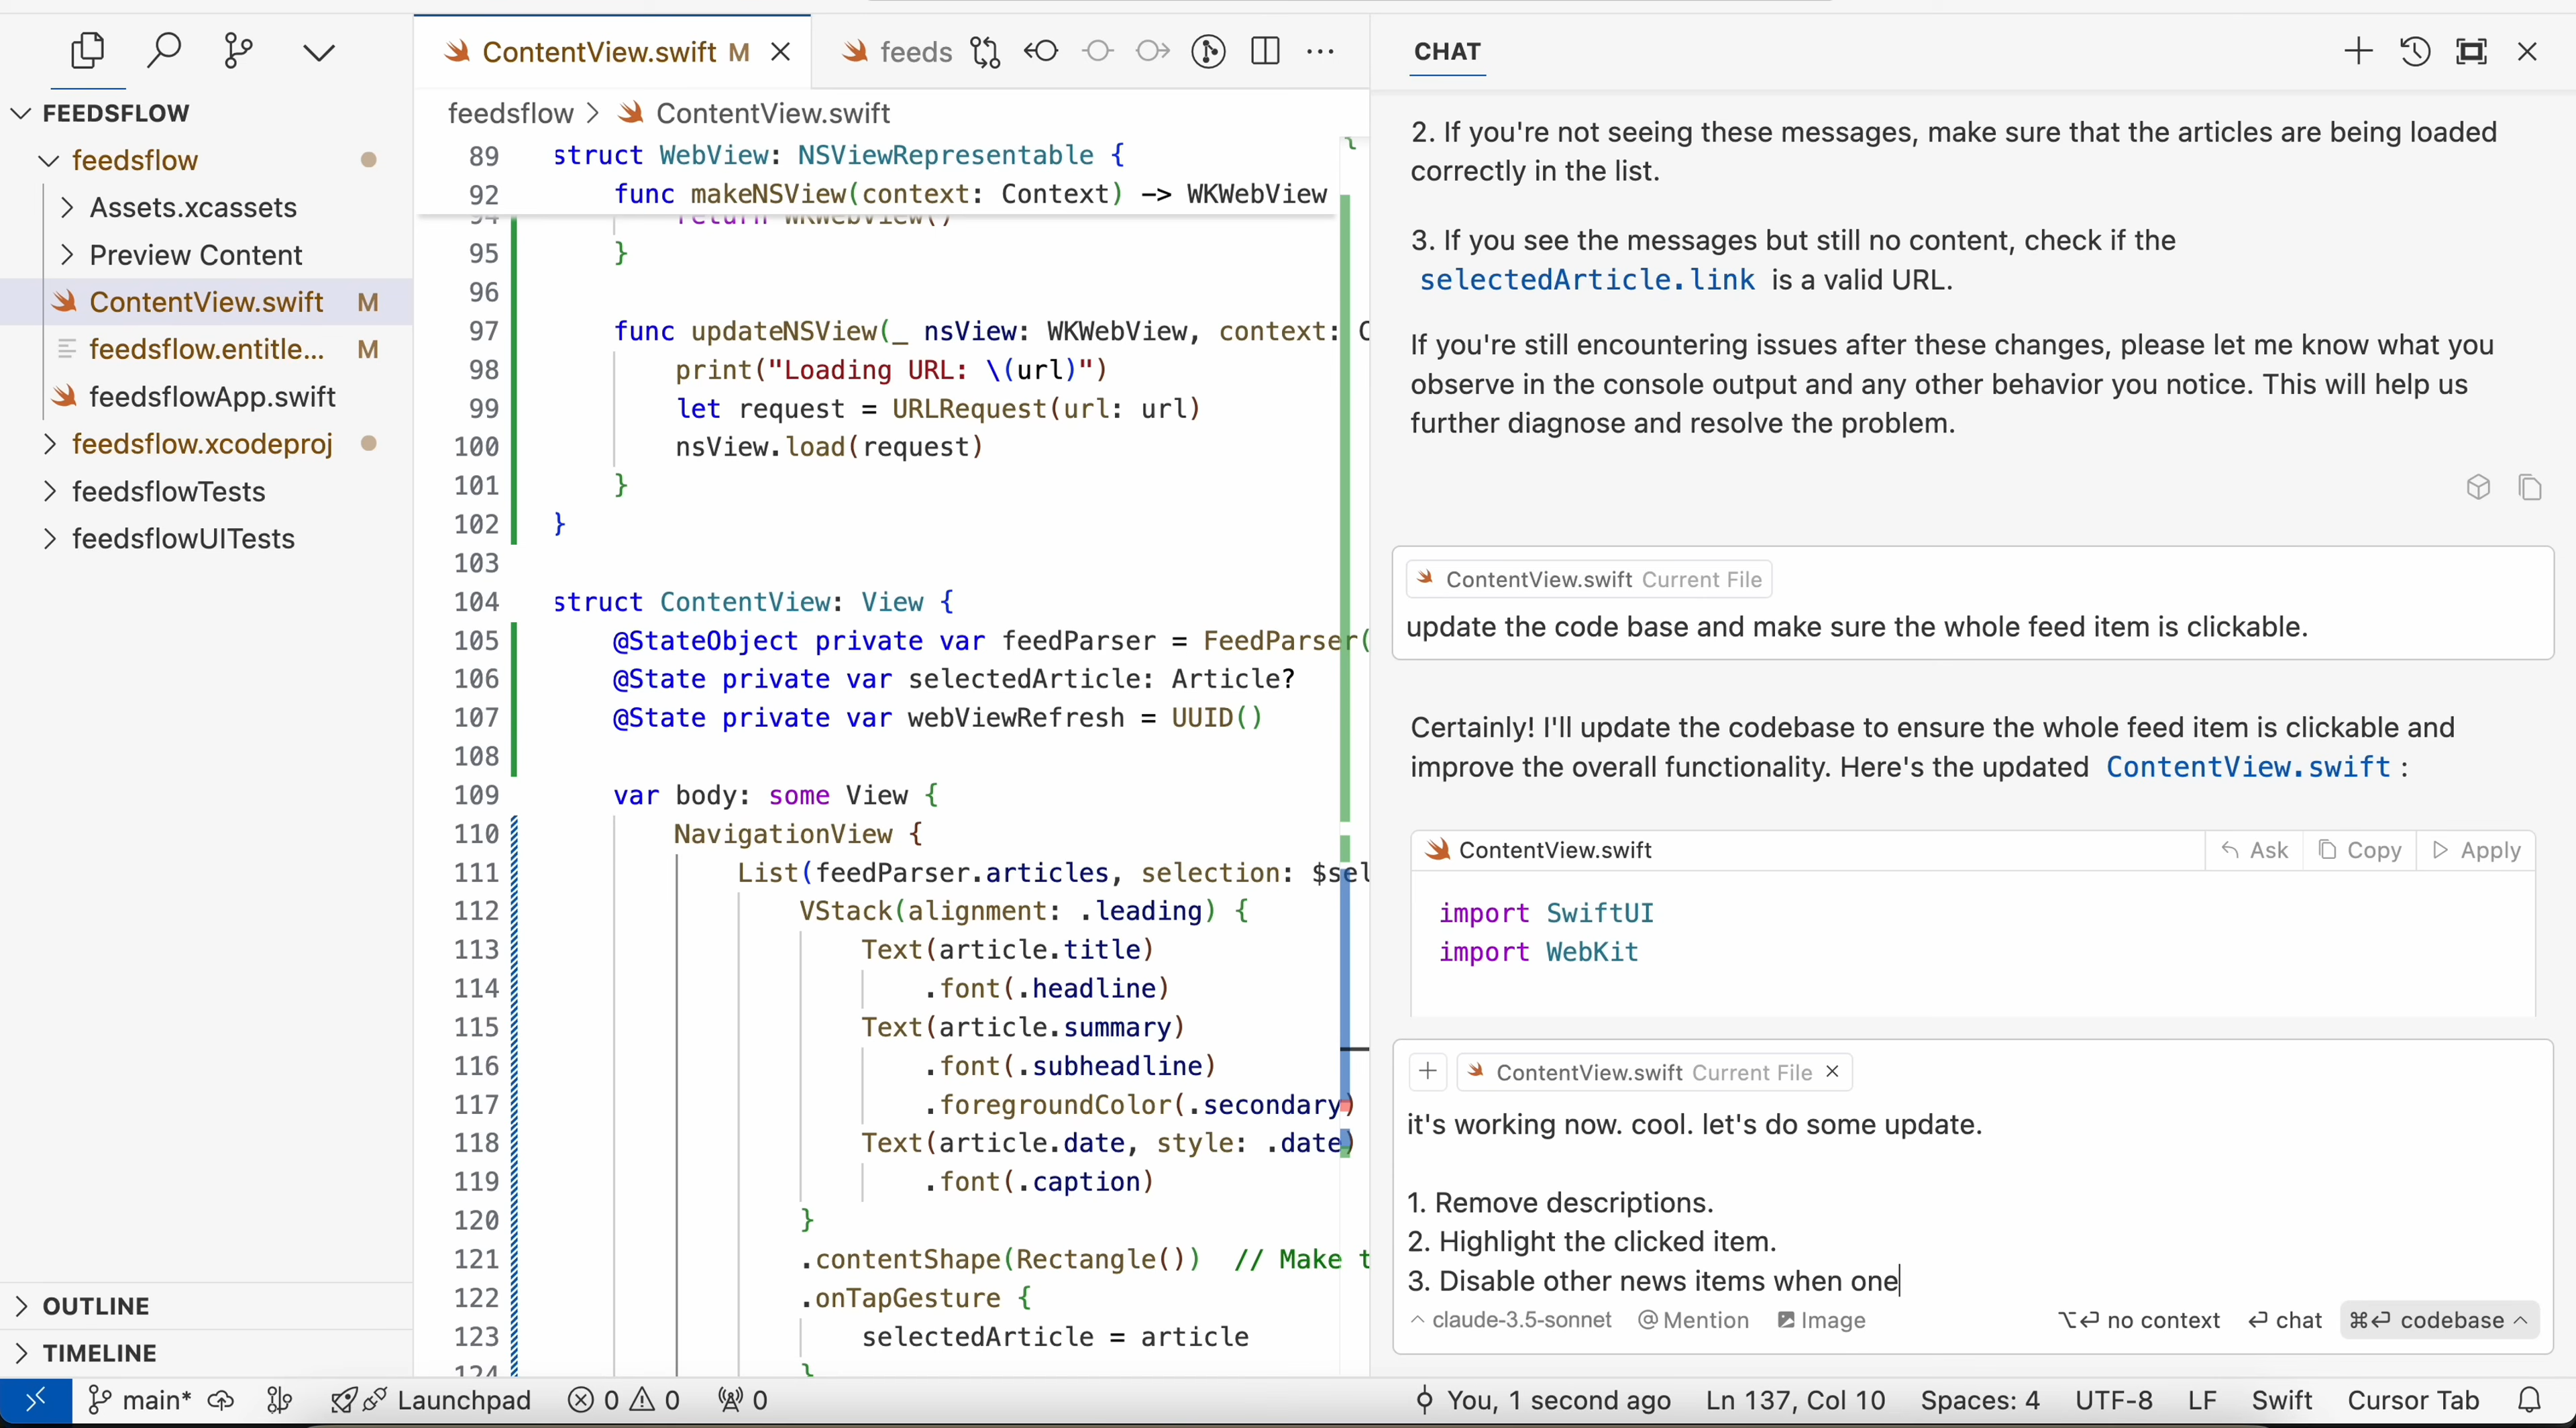 ContentView.swift M
feeds
CHAT
FEEDSFLOW
feedsflow
Assets.xcassets
Preview Content
ContentView.swift M
feedsflow.entitle... M
feedsflowApp.swift
feedsflow.xcodeproj
feedsflowTests
feedsflowUITests
OUTLINE
TIMELINE
feedsflow > ContentView.swift
89 struct WebView: NSViewRepresentable {
92 func makeNSView(context: Context) -> WKWebView
94 return WKWebView()
95 }
96
97 func updateNSView(_ nsView: WKWebView, context: C
98 print("Loading URL: \(url)")
99 let request = URLRequest(url: url)
100 nsView.load(request)
101 }
102 }
103
104 struct ContentView: View {
105 @StateObject private var feedParser = FeedParser(
106 @State private var selectedArticle: Article?
107 @State private var webViewRefresh = UUID()
108
109 var body: some View {
110 NavigationView {
111 List(feedParser.articles, selection: $sel
112 VStack(alignment: .leading) {
113 Text(article.title)
114 .font(.headline)
115 Text(article.summary)
116 .font(.subheadline)
117 .foregroundColor(.secondary)
118 Text(article.date, style: .date)
119 .font(.caption)
120 }
121 .contentShape(Rectangle()) // Make t
122 .onTapGesture {
123 selectedArticle = article
124 }
2. If you're not seeing these messages, make sure that the articles are being loaded
correctly in the list.
3. If you see the messages but still no content, check if the
selectedArticle.link is a valid URL.
If you're still encountering issues after these changes, please let me know what you
observe in the console output and any other behavior you notice. This will help us
further diagnose and resolve the problem.
ContentView.swift Current File
update the code base and make sure the whole feed item is clickable.
Certainly! I'll update the codebase to ensure the whole feed item is clickable and
improve the overall functionality. Here's the updated ContentView.swift :
ContentView.swift Ask Copy Apply
import SwiftUI
import WebKit
ContentView.swift Current File
it's working now. cool. let's do some update.
1. Remove descriptions.
2. Highlight the clicked item.
3. Disable other news items when one
claude-3.5-sonnet @Mention Image ⌥⏎ no context ⏎ chat ⌘⏎ codebase
main* Launchpad 0 0 0 You, 1 second ago Ln 137, Col 10 Spaces: 4 UTF-8 LF Swift Cursor Tab